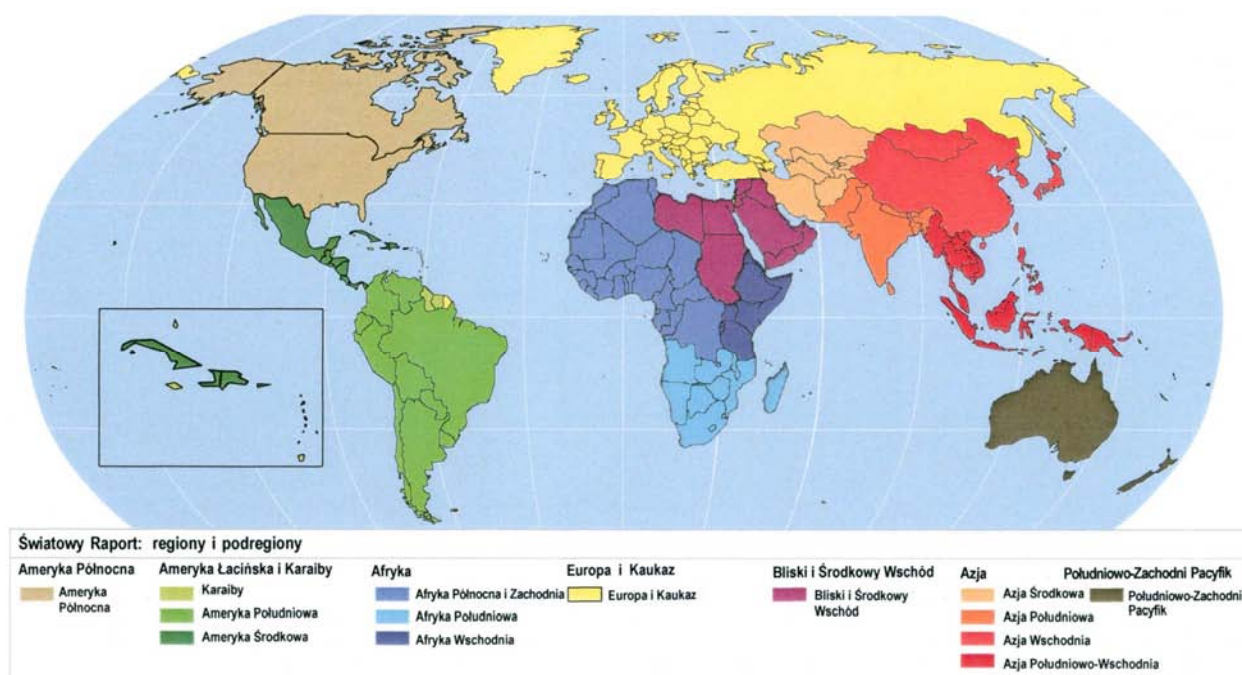 Światowy Raport: regiony i podregiony
Ameryka Północna
Ameryka
Północna
Ameryka Łacińska i Karaiby
Karaiby
Ameryka Południowa
Ameryka Środkowa
Afryka
Afryka Północna i Zachodnia
Afryka Południowa
Afryka Wschodnia
Europa i Kaukaz
Europa i Kaukaz
Bliski i Środkowy Wschód
Bliski i Środkowy
Wschód
Azja
Azja Środkowa
Azja Południowa
Azja Wschodnia
Azja Południowo-Wschodnia
Południowo-Zachodni Pacyfik
Południowo-Zachodni
Pacyfik